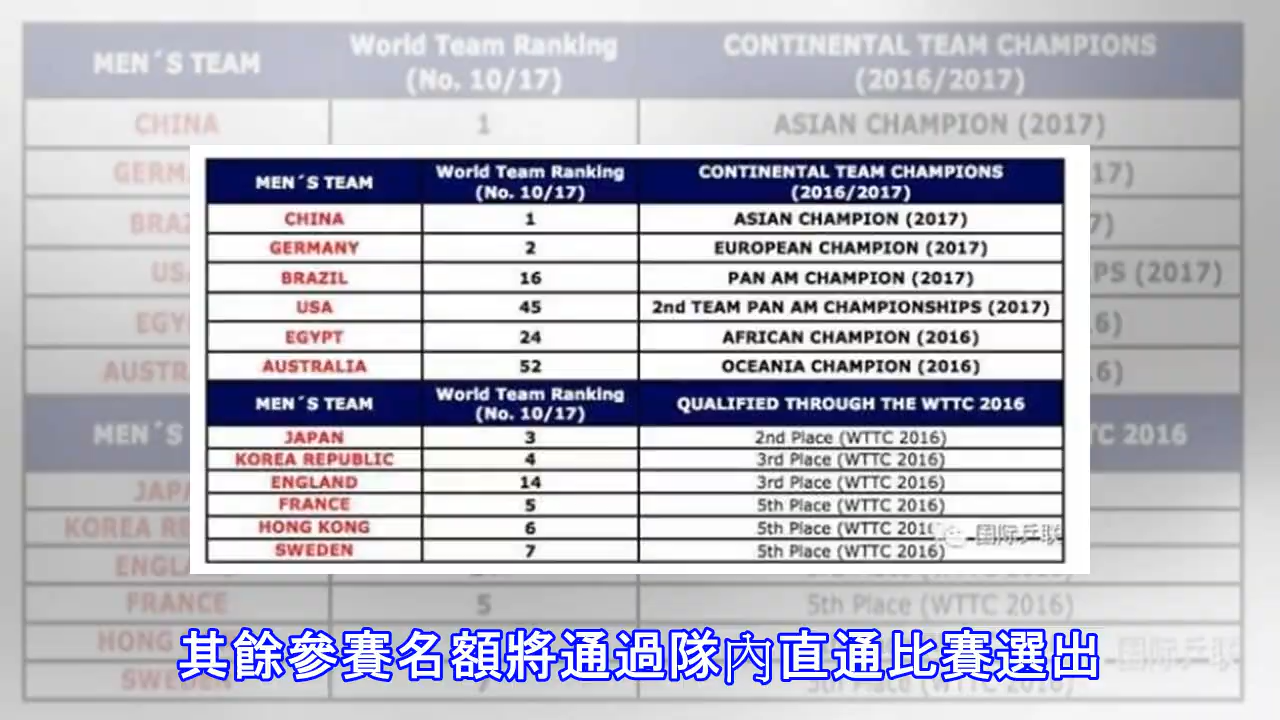 MEN´S TEAM World Team Ranking (No. 10/17) CONTINENTAL TEAM CHAMPIONS (2016/2017)
CHINA 1 ASIAN CHAMPION (2017)
GERMANY 2 EUROPEAN CHAMPION (2017)
BRAZIL 16 PAN AM CHAMPION (2017)
USA 45 2nd TEAM PAN AM CHAMPIONSHIPS (2017)
EGYPT 24 AFRICAN CHAMPION (2016)
AUSTRALIA 52 OCEANIA CHAMPION (2016)
MEN´S TEAM World Team Ranking (No. 10/17) QUALIFIED THROUGH THE WTTC 2016
JAPAN 3 2nd Place (WTTC 2016)
KOREA REPUBLIC 4 3rd Place (WTTC 2016)
ENGLAND 14 3rd Place (WTTC 2016)
FRANCE 5 5th Place (WTTC 2016)
HONG KONG 6 5th Place (WTTC 2016)
SWEDEN 7 5th Place (WTTC 2016)
国际乒联
其餘參賽名額將通過隊內直通比賽選出